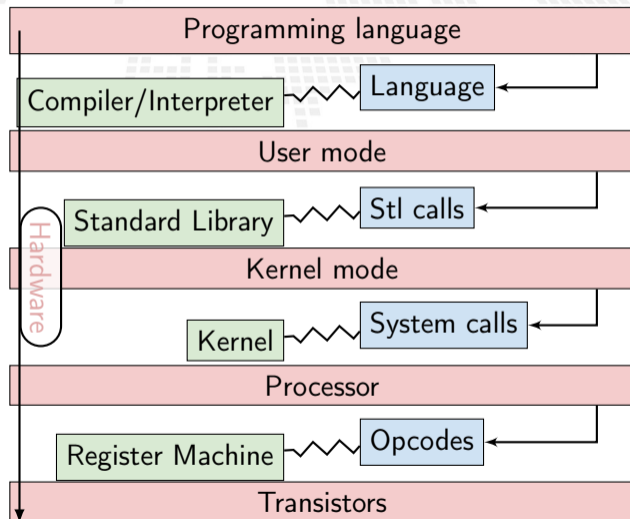 Programming language
Language
Compiler/Interpreter
User mode
Stl calls
Standard Library
Hardware
Kernel mode
System calls
Kernel
Processor
Opcodes
Register Machine
Transistors